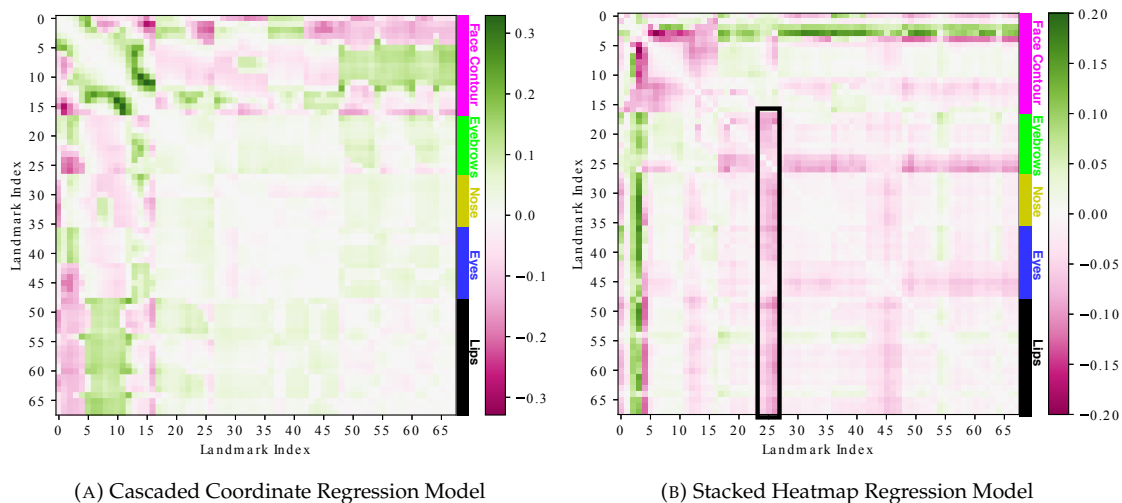 0
5
10
15
20
25
30
35
40
45
50
55
60
65
Landmark Index
0 5 10 15 20 25 30 35 40 45 50 55 60 65
Landmark Index
Face Contour
Eyebrows
Nose
Eyes
Lips
0.3
0.2
0.1
0.0
−0.1
−0.2
−0.3
(A) Cascaded Coordinate Regression Model
0
5
10
15
20
25
30
35
40
45
50
55
60
65
Landmark Index
0 5 10 15 20 25 30 35 40 45 50 55 60 65
Landmark Index
Face Contour
Eyebrows
Nose
Eyes
Lips
0.20
0.15
0.10
0.05
0.00
−0.05
−0.10
−0.15
−0.20
(B) Stacked Heatmap Regression Model